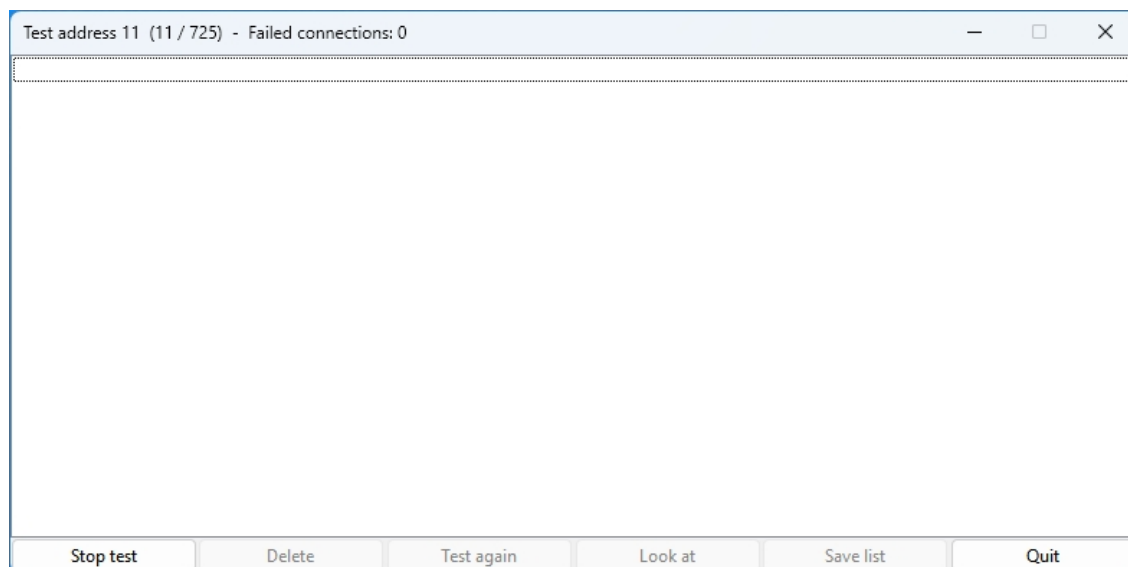 Test address 11 (11 / 725) - Failed connections: 0
Stop test Delete Test again Look at Save list Quit